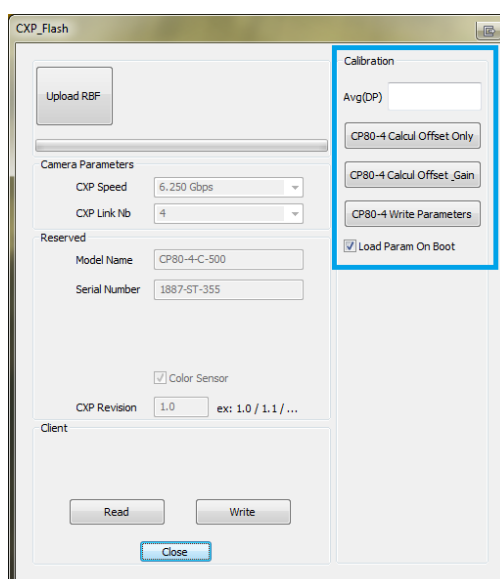 CXP_Flash
Upload RBF
Camera Parameters
CXP Speed 6.250 Gbps
CXP Link Nb 4
Reserved
Model Name CP80-4-C-500
Serial Number 1887-ST-355
Color Sensor
CXP Revision 1.0 ex: 1.0 / 1.1 / ...
Client
Read Write
Close
Calibration
Avg(DP)
CP80-4 Calcul Offset Only
CP80-4 Calcul Offset _Gain
CP80-4 Write Parameters
Load Param On Boot